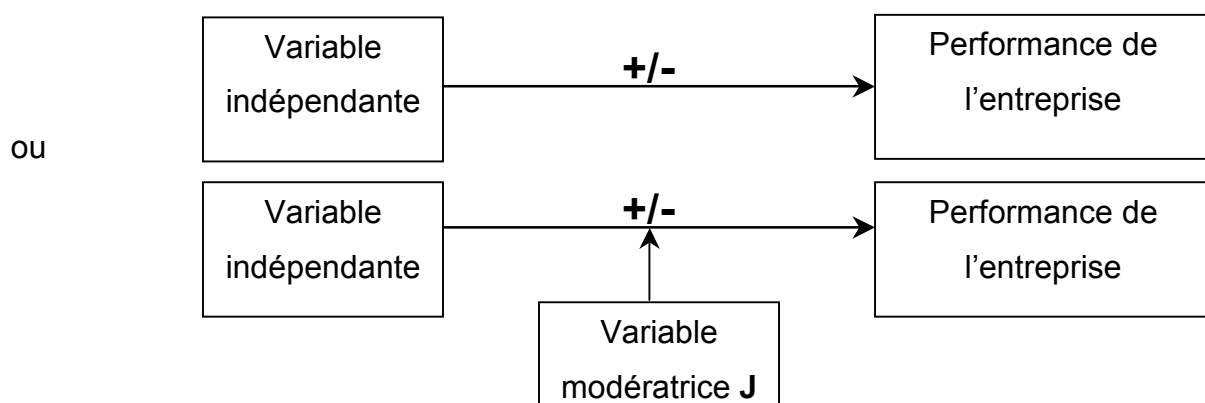 Variable
indépendante
+/-
Performance de
l’entreprise
ou
Variable
indépendante
+/-
Performance de
l’entreprise
Variable
modératrice J